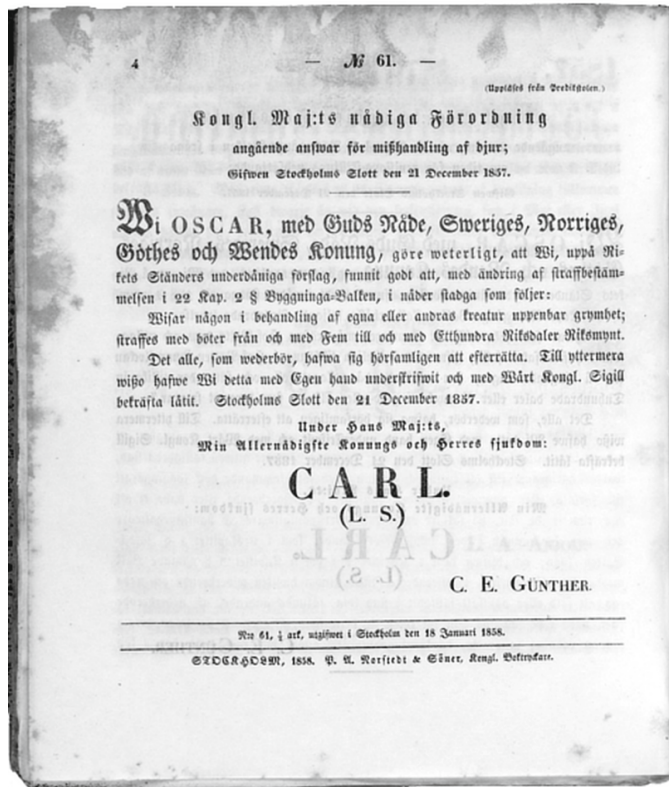 4 — № 61. —
(Uppläses från Predikstolen.)
Kongl. Maj:ts nådiga Förordning
angående answar för mißhandling af djur;
Gifwen Stockholms Slott den 21 December 1857.
Wi OSCAR, med Guds Nåde, Sweriges, Norriges,
Göthes och Wendes Konung, göre weterligt, att Wi, uppå Ri-
kets Ständers underdåniga förslag, funnit godt att, med ändring af straffbestäm-
melsen i 22 Kap. 2 § Byggninga-Balken, i nåder stadga som följer:
Wisar någon i behandling af egna eller andras kreatur uppenbar grymhet;
straffes med böter från och med Fem till och med Etthundra Riksdaler Riksmynt.
Det alle, som wederbör, hafwa sig hörsamligen att efterrätta. Till yttermera
wißo hafwe Wi detta med Egen hand underskrifwit och med Wårt Kongl. Sigill
bekräfta låtit. Stockholms Slott den 21 December 1857.
Under Hans Maj:ts,
Min Allernådigste Konungs och Herres sjukdom:
CARL.
(L. S.)
C. E. GÜNTHER.
Nro 61, ½ ark, utgifwet i Stockholm den 18 Januari 1858.
STOCKHOLM, 1858. P. A. Norstedt & Söner, Kongl. Boktryckare.